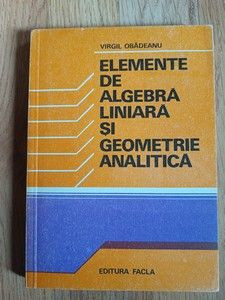 VIRGIL OBĂDEANU
ELEMENTE
DE
ALGEBRĂ
LINIARĂ
ȘI
GEOMETRIE
ANALITICĂ
EDITURA FACLA